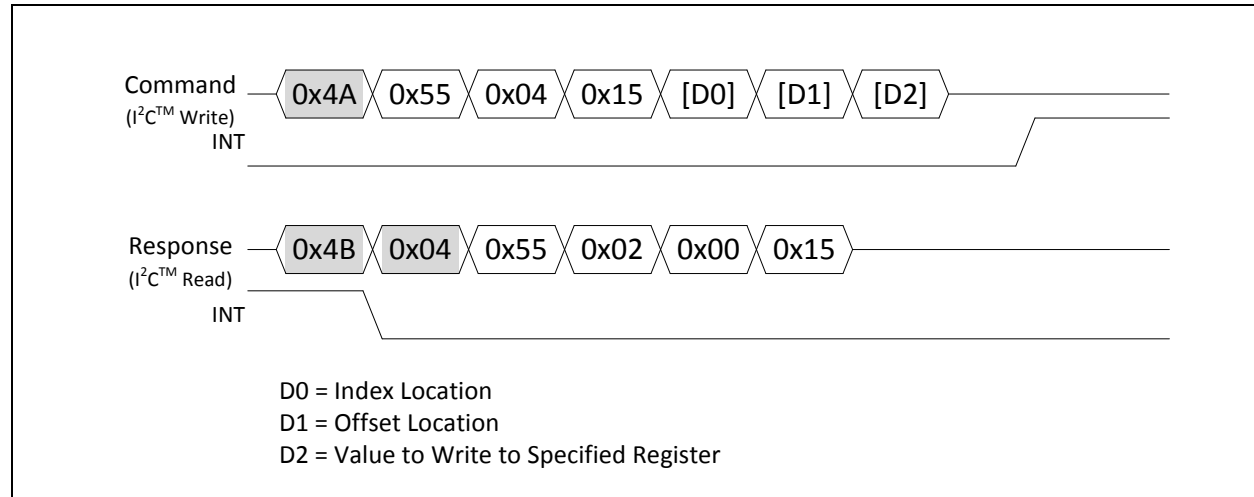 Command 0x4A 0x55 0x04 0x15 [D0] [D1] [D2]
(I²C™ Write)
INT
Response 0x4B 0x04 0x55 0x02 0x00 0x15
(I²C™ Read)
INT
D0 = Index Location
D1 = Offset Location
D2 = Value to Write to Specified Register